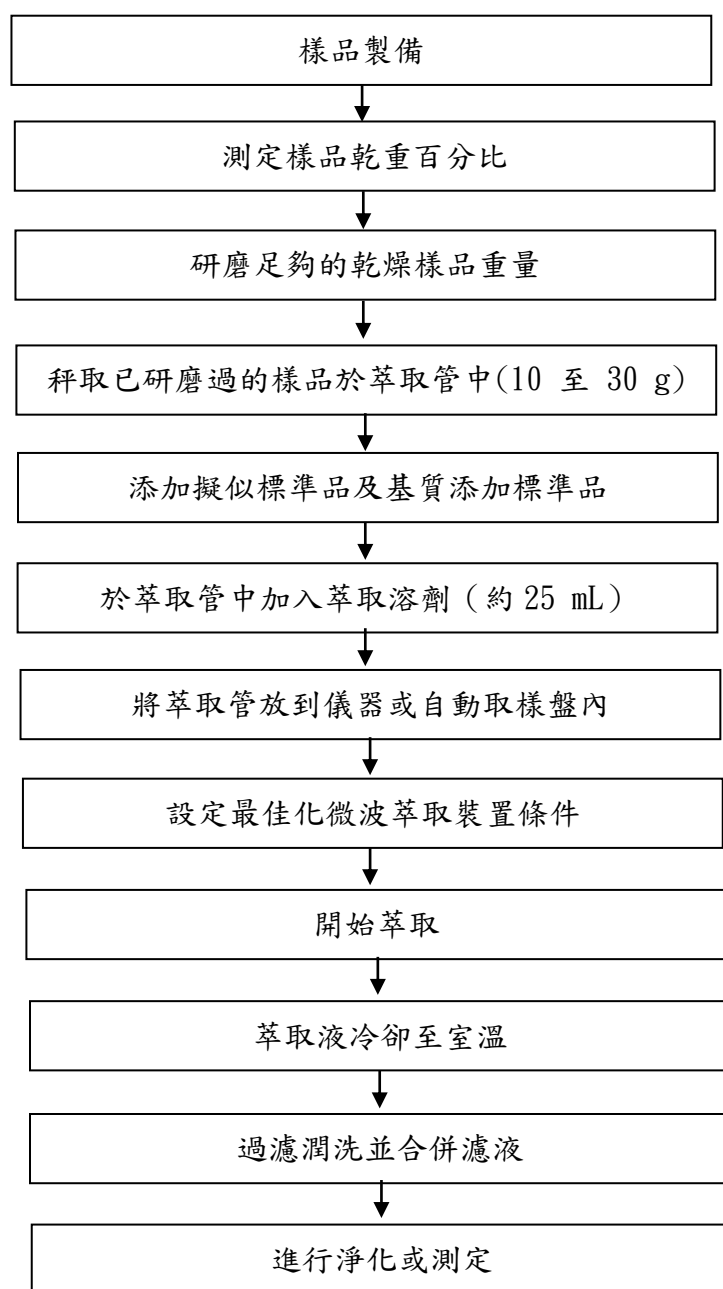 樣品製備
測定樣品乾重百分比
研磨足夠的乾燥樣品重量
秤取已研磨過的樣品於萃取管中(10 至 30 g)
添加擬似標準品及基質添加標準品
於萃取管中加入萃取溶劑（約 25 mL）
將萃取管放到儀器或自動取樣盤內
設定最佳化微波萃取裝置條件
開始萃取
萃取液冷卻至室溫
過濾潤洗並合併濾液
進行淨化或測定